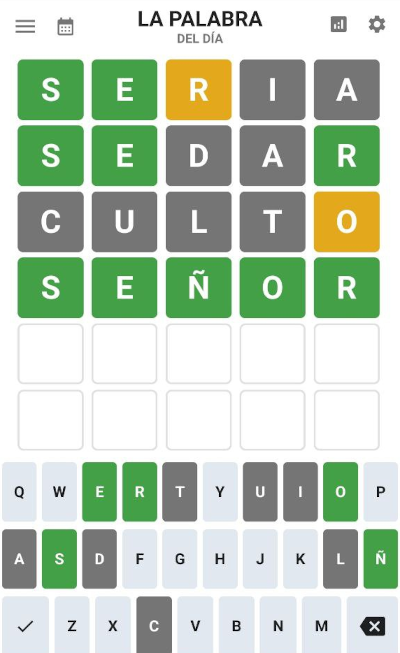 LA PALABRA
DEL DÍA
S E R I A
S E D A R
C U L T O
S E Ñ O R
Q W E R T Y U I O P
A S D F G H J K L Ñ
Z X C V B N M